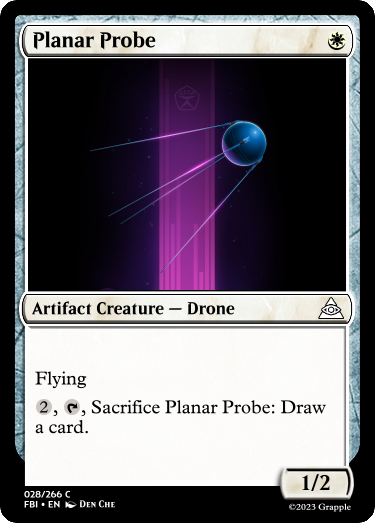 Planar Probe
Artifact Creature — Drone
Flying
2, , Sacrifice Planar Probe: Draw
a card.
1/2
028/266 C
FBI • EN Den Che
©2023 Grapple